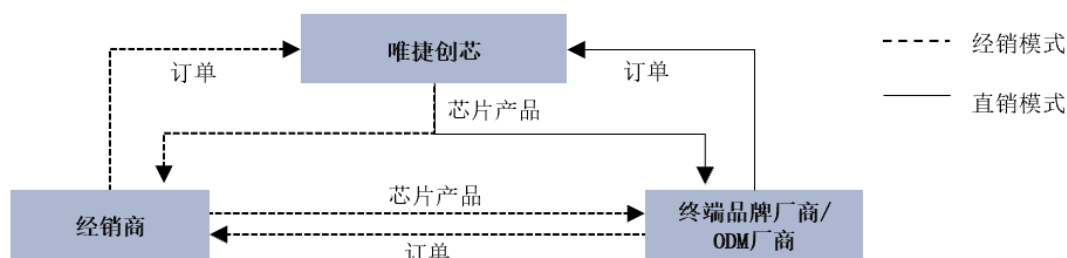 唯捷创芯
经销模式
订单
订单
芯片产品
直销模式
经销商
芯片产品
终端品牌厂商/
ODM厂商
订单